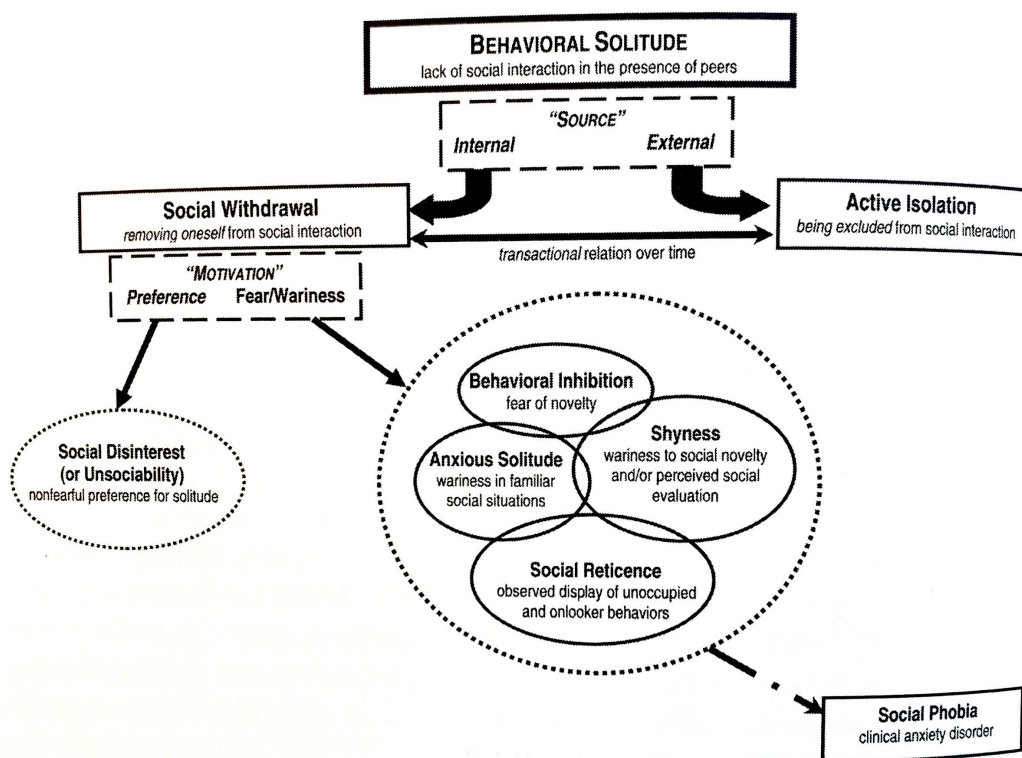 BEHAVIORAL SOLITUDE
lack of social interaction in the presence of peers
"SOURCE"
Internal External
Social Withdrawal
removing oneself from social interaction
Active Isolation
being excluded from social interaction
transactional relation over time
"MOTIVATION"
Preference Fear/Wariness
Behavioral Inhibition
fear of novelty
Shyness
wariness to social novelty
and/or perceived social
evaluation
Anxious Solitude
wariness in familiar
social situations
Social Disinterest
(or Unsociability)
nonfearful preference for solitude
Social Reticence
observed display of unoccupied
and onlooker behaviors
Social Phobia
clinical anxiety disorder